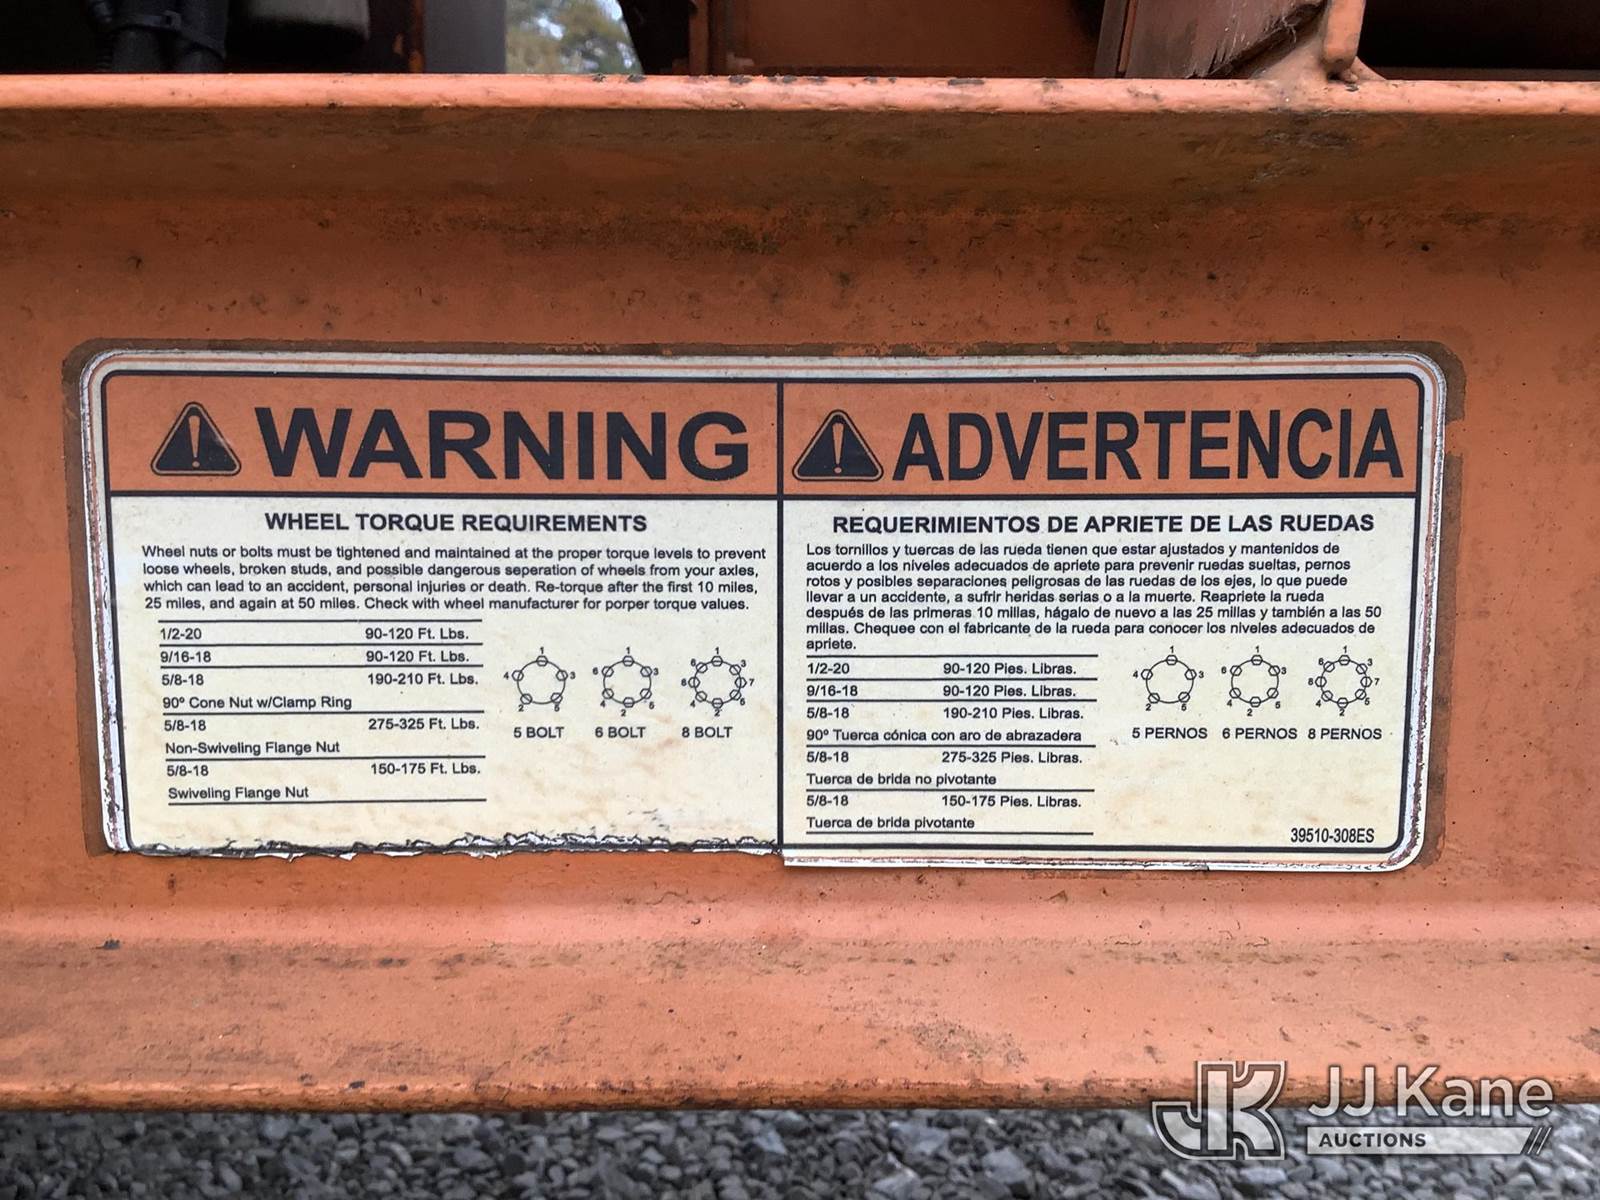 WARNING
WHEEL TORQUE REQUIREMENTS
Wheel nuts or bolts must be tightened and maintained at the proper torque levels to prevent
loose wheels, broken studs, and possible dangerous seperation of wheels from your axles,
which can lead to an accident, personal injuries or death. Re-torque after the first 10 miles,
25 miles, and again at 50 miles. Check with wheel manufacturer for porper torque values.
1/2-20 90-120 Ft. Lbs.
9/16-18 90-120 Ft. Lbs.
5/8-18 190-210 Ft. Lbs.
90º Cone Nut w/Clamp Ring
5/8-18 275-325 Ft. Lbs.
Non-Swiveling Flange Nut
5/8-18 150-175 Ft. Lbs.
Swiveling Flange Nut
5 BOLT 6 BOLT 8 BOLT
ADVERTENCIA
REQUERIMIENTOS DE APRIETE DE LAS RUEDAS
Los tornillos y tuercas de las rueda tienen que estar ajustados y mantenidos de
acuerdo a los niveles adecuados de apriete para prevenir ruedas sueltas, pernos
rotos y posibles separaciones peligrosas de las ruedas de los ejes, lo que puede
llevar a un accidente, a sufrir heridas serias o a la muerte. Reapriete la rueda
después de las primeras 10 millas, hágalo de nuevo a las 25 millas y también a las 50
millas. Chequee con el fabricante de la rueda para conocer los niveles adecuados de
apriete.
1/2-20 90-120 Pies. Libras.
9/16-18 90-120 Pies. Libras.
5/8-18 190-210 Pies. Libras.
90º Tuerca cónica con aro de abrazadera
5/8-18 275-325 Pies. Libras.
Tuerca de brida no pivotante
5/8-18 150-175 Pies. Libras.
Tuerca de brida pivotante
5 PERNOS 6 PERNOS 8 PERNOS
39510-308ES
JK JJ Kane
AUCTIONS